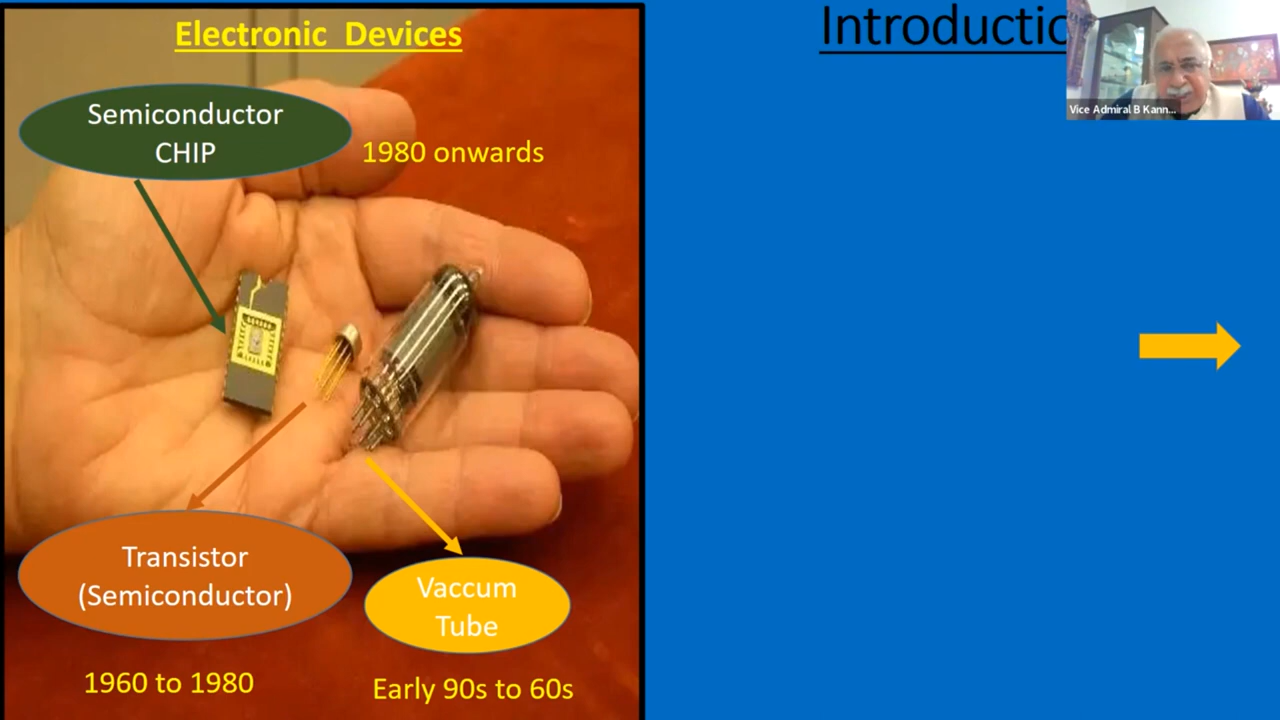 Electronic Devices
Semiconductor
CHIP
1980 onwards
Transistor
(Semiconductor)
1960 to 1980
Vaccum
Tube
Early 90s to 60s
Introductio
Vice Admiral B Kann...